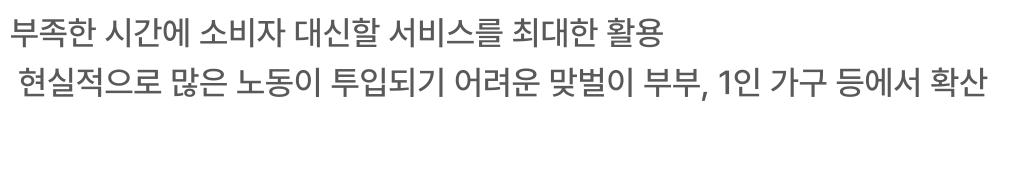 부족한 시간에 소비자 대신할 서비스를 최대한 활용
현실적으로 많은 노동이 투입되기 어려운 맞벌이 부부, 1인 가구 등에서 확산